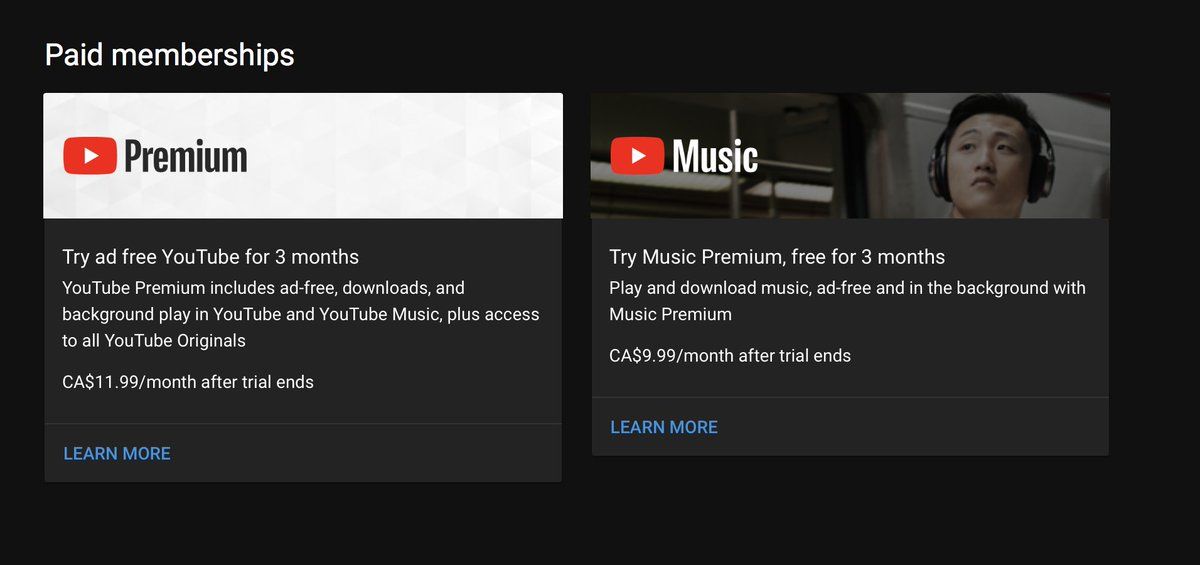 Paid memberships
Premium
Try ad free YouTube for 3 months
YouTube Premium includes ad-free, downloads, and
background play in YouTube and YouTube Music, plus access
to all YouTube Originals
CA$11.99/month after trial ends
LEARN MORE
Music
Try Music Premium, free for 3 months
Play and download music, ad-free and in the background with
Music Premium
CA$9.99/month after trial ends
LEARN MORE